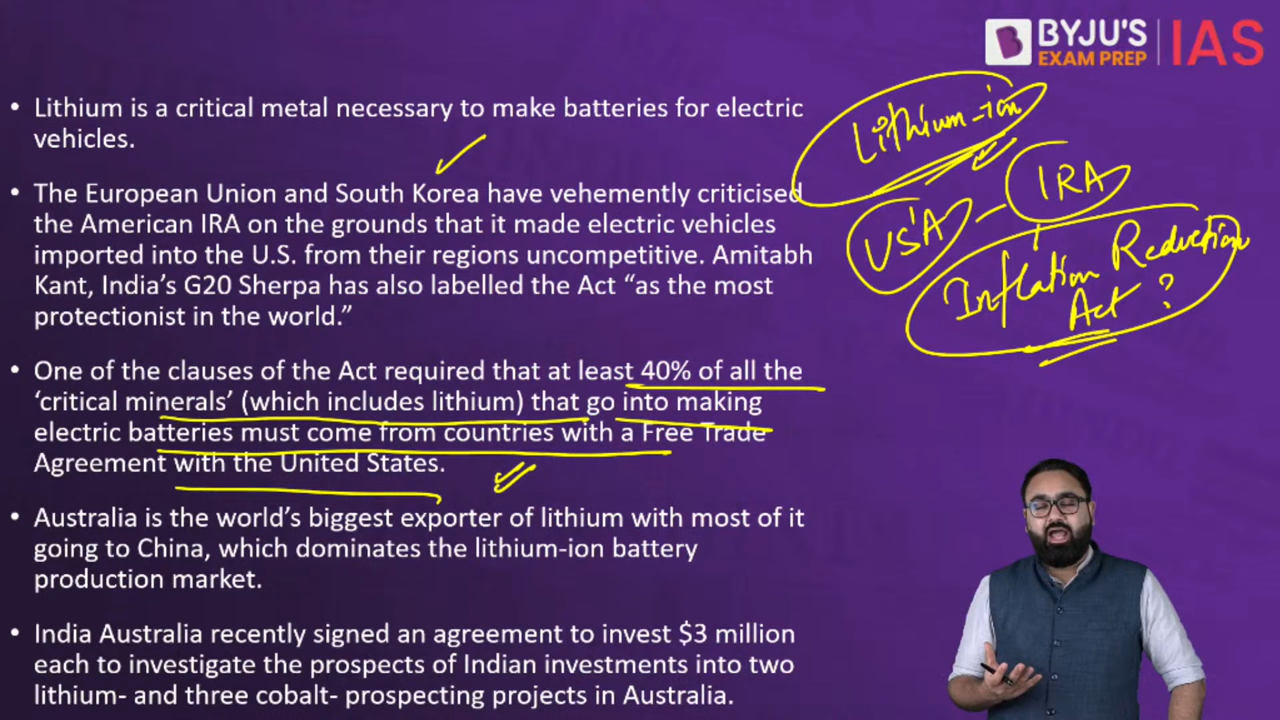 BYJU'S
EXAM PREP
IAS
• Lithium is a critical metal necessary to make batteries for electric
vehicles.
• The European Union and South Korea have vehemently criticised
the American IRA on the grounds that it made electric vehicles
imported into the U.S. from their regions uncompetitive. Amitabh
Kant, India's G20 Sherpa has also labelled the Act “as the most
protectionist in the world.”
• One of the clauses of the Act required that at least 40% of all the
‘critical minerals’ (which includes lithium) that go into making
electric batteries must come from countries with a Free Trade
Agreement with the United States.
• Australia is the world's biggest exporter of lithium with most of it
going to China, which dominates the lithium-ion battery
production market.
• India Australia recently signed an agreement to invest $3 million
each to investigate the prospects of Indian investments into two
lithium- and three cobalt- prospecting projects in Australia.
Lithium-ion
USA - IRA
Inflation Reduction
Act ?